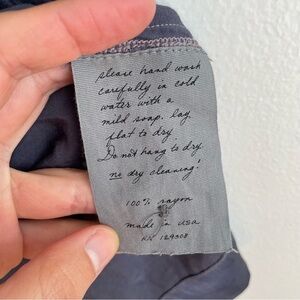 please hand wash
carefully in cold
water with a
mild soap. lay
flat to dry.
Do not hang to dry
no dry cleaning!
100% rayon
made in usa
RN 129308